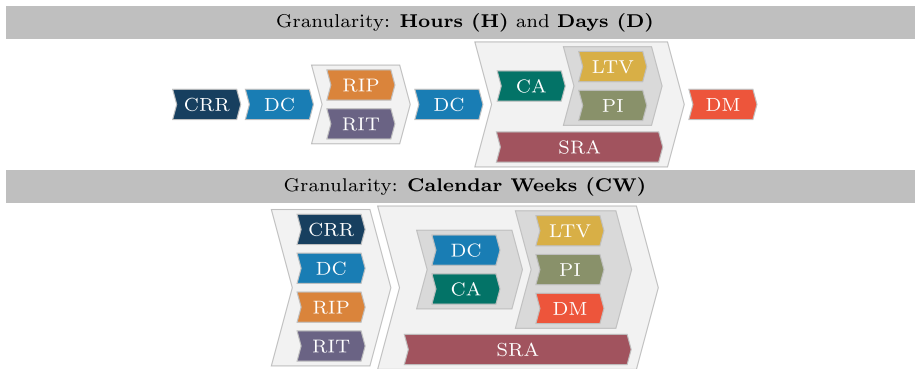 Granularity: Hours (H) and Days (D)
CRR
DC
RIP
RIT
DC
CA
LTV
PI
SRA
DM
Granularity: Calendar Weeks (CW)
CRR
DC
RIP
RIT
DC
CA
LTV
PI
DM
SRA